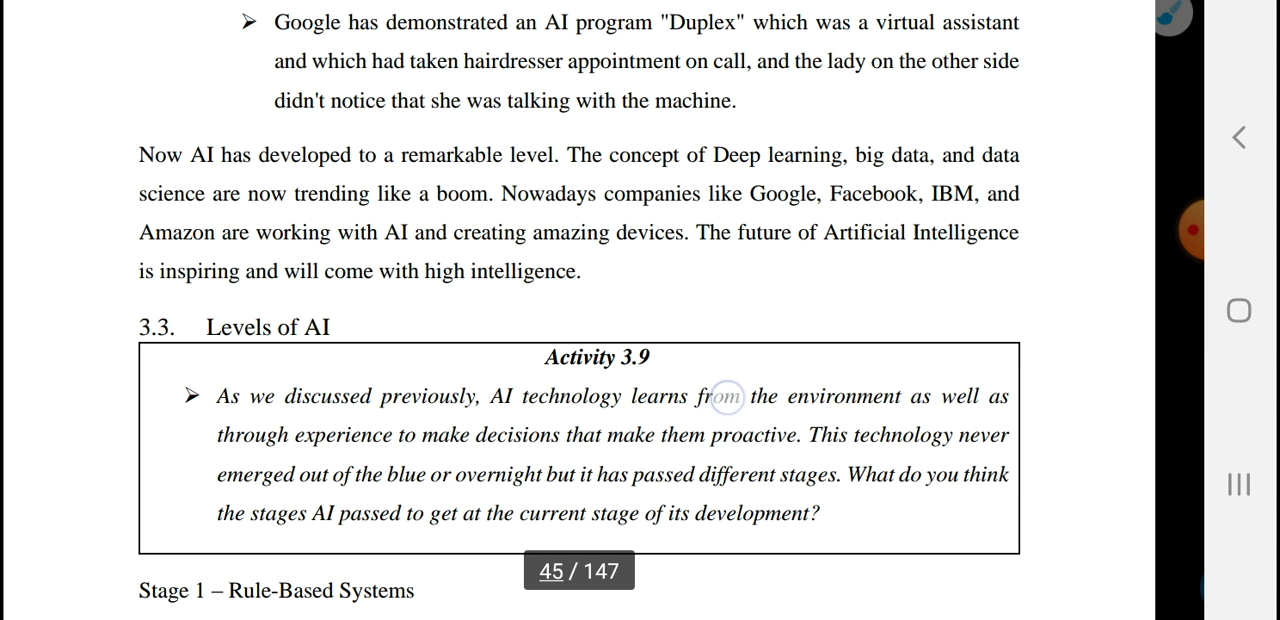 ➢ Google has demonstrated an AI program "Duplex" which was a virtual assistant
and which had taken hairdresser appointment on call, and the lady on the other side
didn't notice that she was talking with the machine.
Now AI has developed to a remarkable level. The concept of Deep learning, big data, and data
science are now trending like a boom. Nowadays companies like Google, Facebook, IBM, and
Amazon are working with AI and creating amazing devices. The future of Artificial Intelligence
is inspiring and will come with high intelligence.
3.3. Levels of AI
Activity 3.9
➢ As we discussed previously, AI technology learns from the environment as well as
through experience to make decisions that make them proactive. This technology never
emerged out of the blue or overnight but it has passed different stages. What do you think
the stages AI passed to get at the current stage of its development?
45 / 147
Stage 1 – Rule-Based Systems